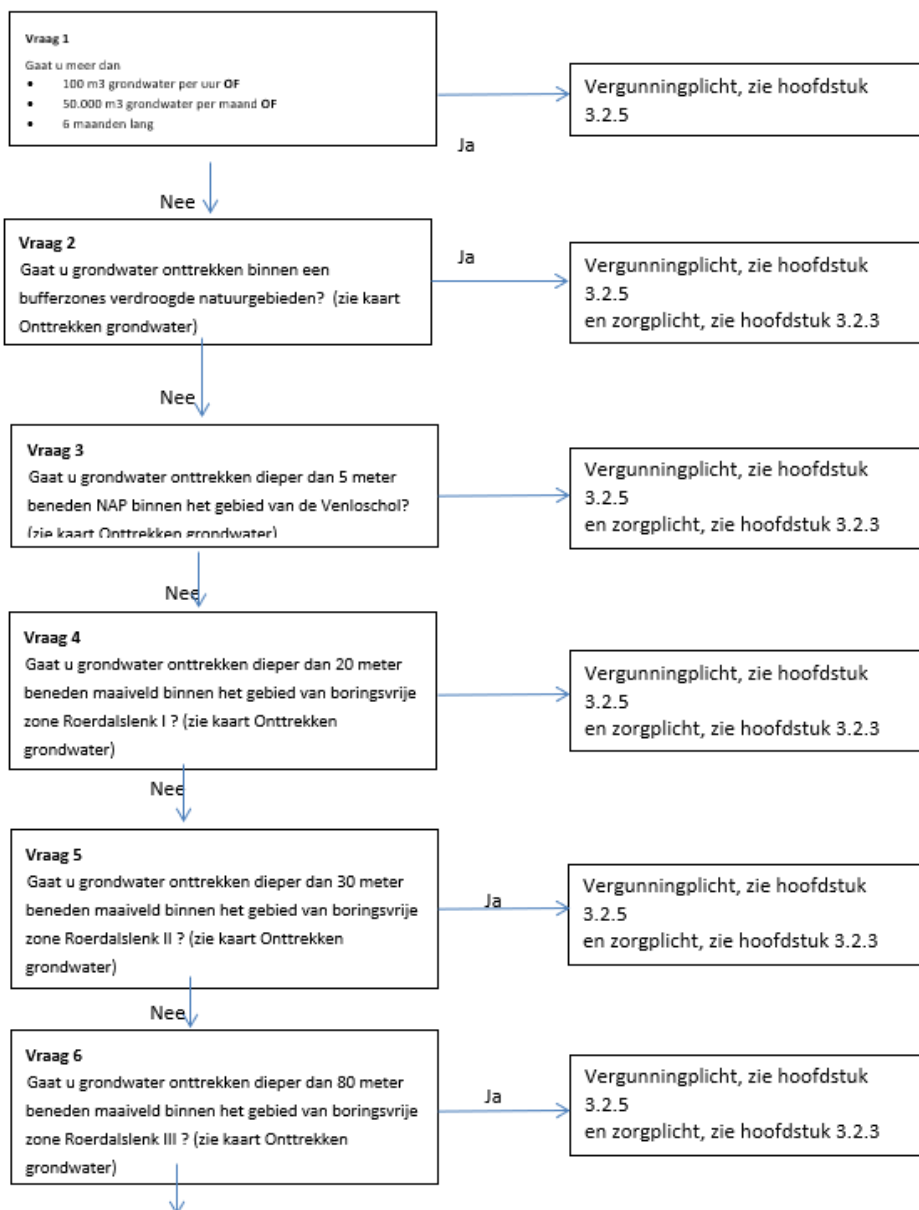 Vraag 1
Gaat u meer dan
• 100 m3 grondwater per uur OF
• 50.000 m3 grondwater per maand OF
• 6 maanden lang
Vergunningplicht, zie hoofdstuk
3.2.5
Ja
Nee
Vraag 2
Gaat u grondwater onttrekken binnen een
bufferzones verdroogde natuurgebieden? (zie kaart
Onttrekken grondwater)
Ja
Vergunningplicht, zie hoofdstuk
3.2.5
en zorgplicht, zie hoofdstuk 3.2.3
Nee
Vraag 3
Gaat u grondwater onttrekken dieper dan 5 meter
beneden NAP binnen het gebied van de Venloschol?
(zie kaart Onttrekken grondwater)
Vergunningplicht, zie hoofdstuk
3.2.5
en zorgplicht, zie hoofdstuk 3.2.3
Nee
Vraag 4
Gaat u grondwater onttrekken dieper dan 20 meter
beneden maaiveld binnen het gebied van boringsvrije
zone Roerdalslenk I ? (zie kaart Onttrekken
grondwater)
Vergunningplicht, zie hoofdstuk
3.2.5
en zorgplicht, zie hoofdstuk 3.2.3
Nee
Vraag 5
Gaat u grondwater onttrekken dieper dan 30 meter
beneden maaiveld binnen het gebied van boringsvrije
zone Roerdalslenk II ? (zie kaart Onttrekken
grondwater)
Ja
Vergunningplicht, zie hoofdstuk
3.2.5
en zorgplicht, zie hoofdstuk 3.2.3
Nee
Vraag 6
Gaat u grondwater onttrekken dieper dan 80 meter
beneden maaiveld binnen het gebied van boringsvrije
zone Roerdalslenk III ? (zie kaart Onttrekken
grondwater)
Ja
Vergunningplicht, zie hoofdstuk
3.2.5
en zorgplicht, zie hoofdstuk 3.2.3